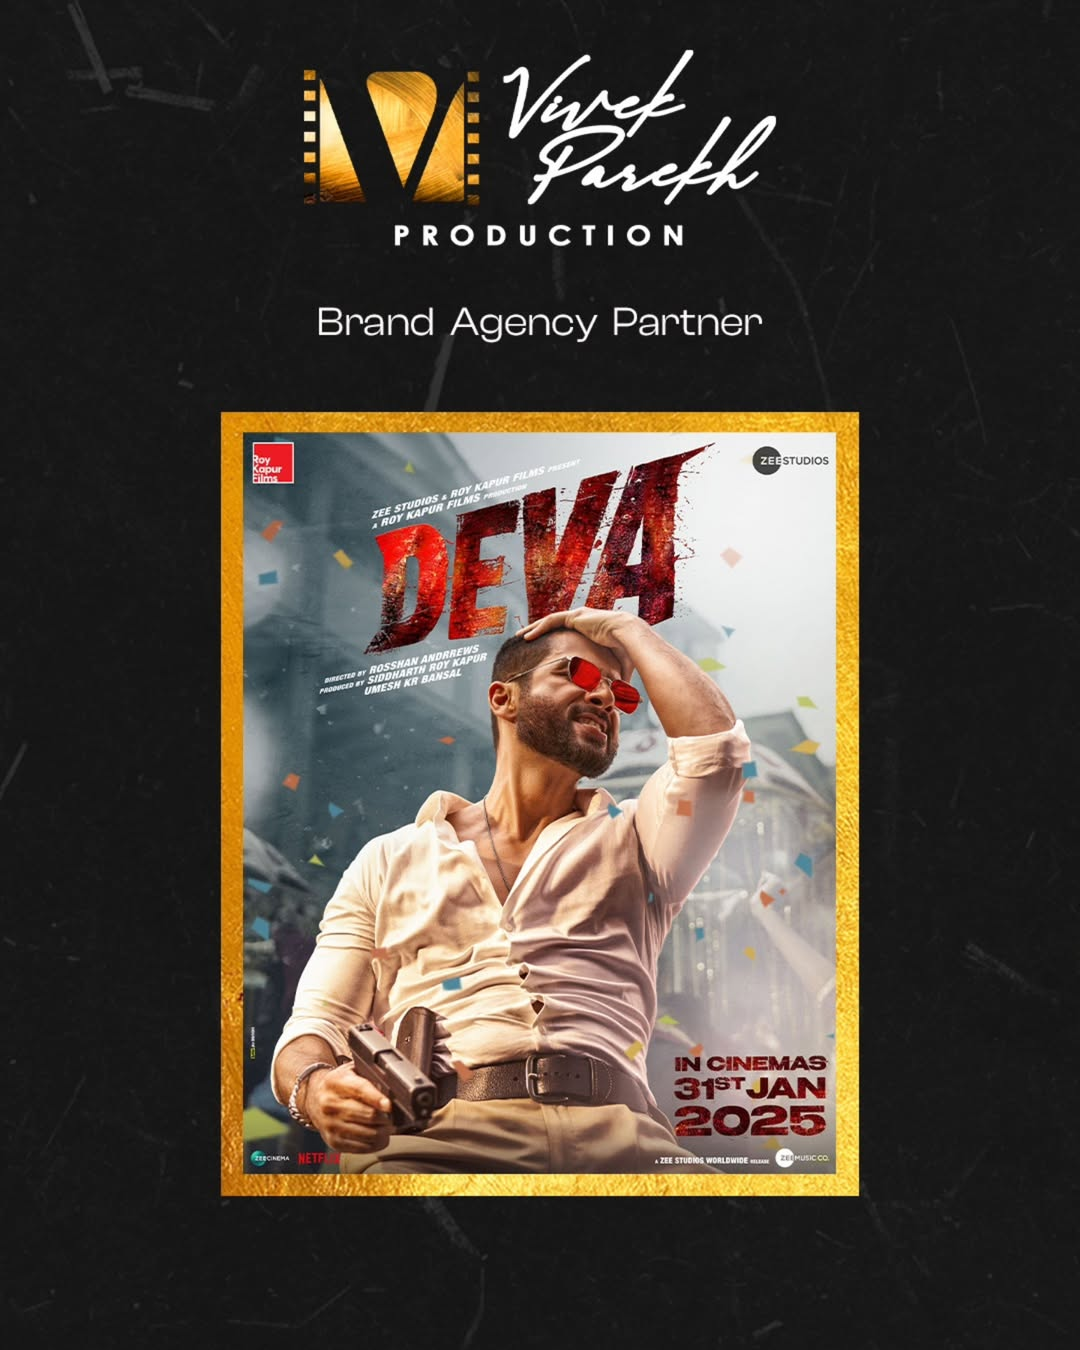 Vivek
Parekh
PRODUCTION
Brand Agency Partner
Roy
Kapur
Films
ZEE STUDIOS
ZEE STUDIOS & ROY KAPUR FILMS PRESENT
A ROY KAPUR FILMS PRODUCTION
DEVA
DIRECTED BY ROSSHAN ANDRREWS
PRODUCED BY SIDDHARTH ROY KAPUR
UMESH KR BANSAL
IN CINEMAS
31ST JAN
2025
ZEE CINEMA
NETFLIX
A ZEE STUDIOS WORLDWIDE RELEASE
ZEE MUSIC CO.